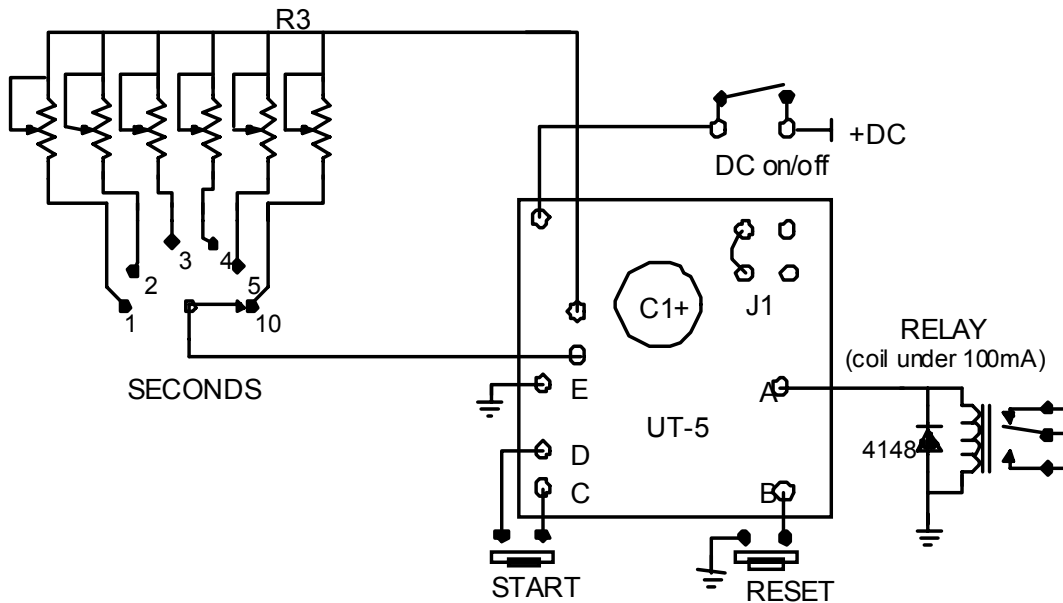 R3
+DC
DC on/off
1
2
3
4
5
10
SECONDS
C1+
J1
E
A
UT-5
D
C
B
RELAY
(coil under 100mA)
4148
START
RESET